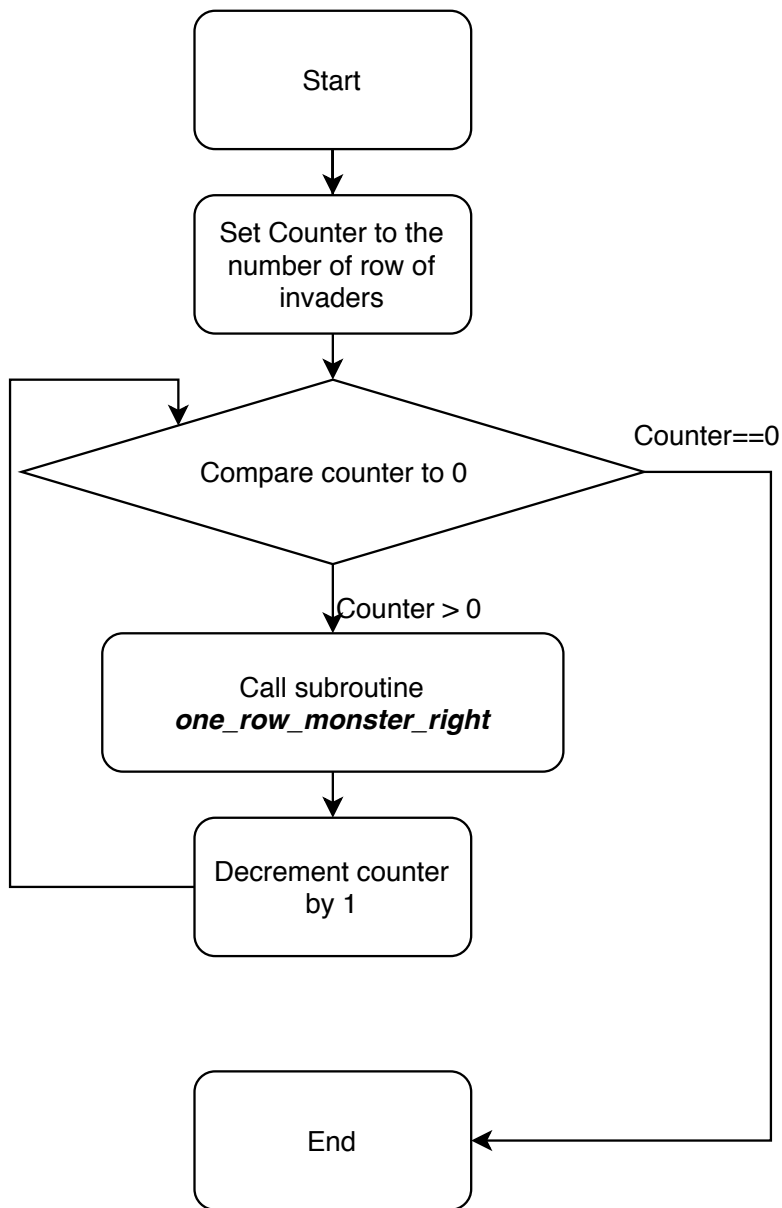 Start
Set Counter to the
number of row of
invaders
Counter==0
Compare counter to 0
Counter > 0
Call subroutine
one_row_monster_right
Decrement counter
by 1
End